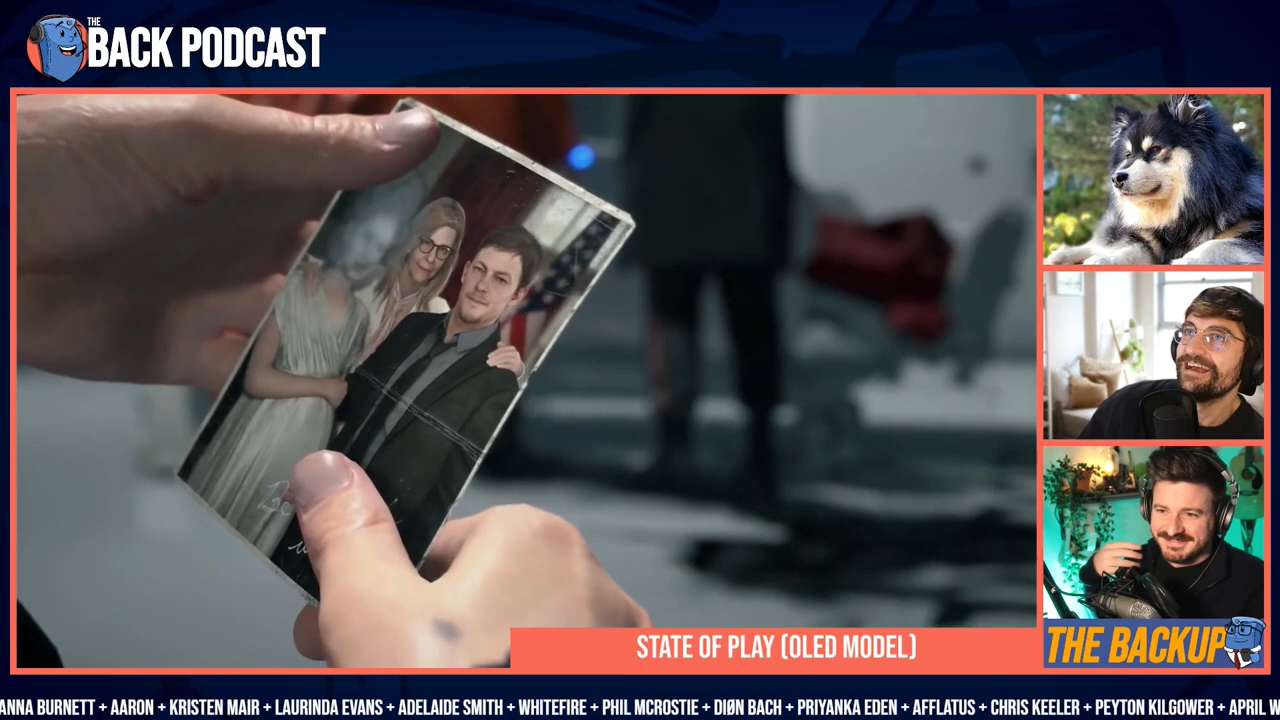 THE
BACK PODCAST
STATE OF PLAY (OLED MODEL)
THE BACKUP
ANNA BURNETT + AARON + KRISTEN MAIR + LAURINDA EVANS + ADELAIDE SMITH + WHITEFIRE + PHIL MCROSTIE + DIØN BACH + PRIYANKA EDEN + AFFLATUS + CHRIS KEELER + PEYTON KILGOWER + APRIL W